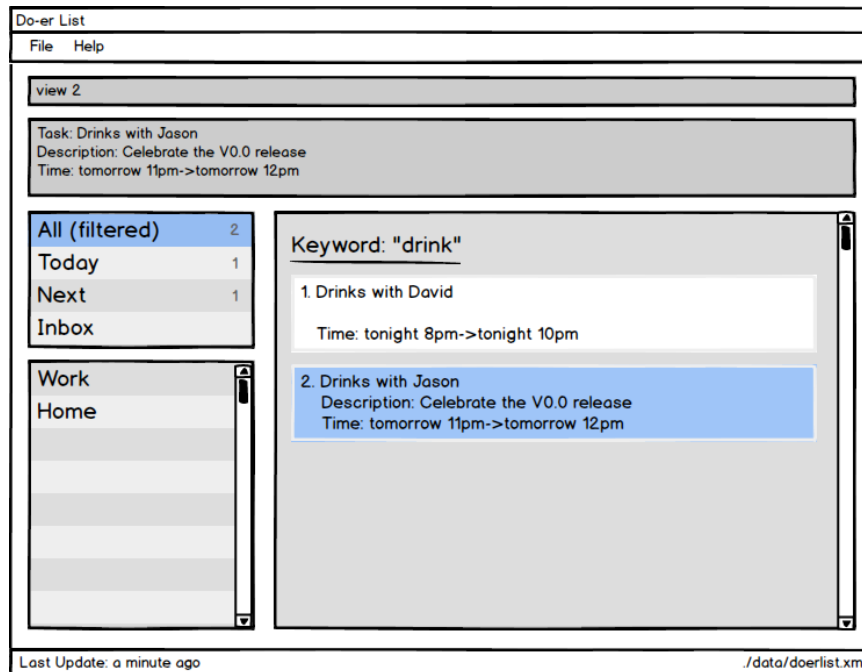 Do-er List
File Help
view 2
Task: Drinks with Jason
Description: Celebrate the V0.0 release
Time: tomorrow 11pm->tomorrow 12pm
All (filtered) 2
Today 1
Next 1
Inbox
Work
Home
Keyword: "drink"
1. Drinks with David
Time: tonight 8pm->tonight 10pm
2. Drinks with Jason
Description: Celebrate the V0.0 release
Time: tomorrow 11pm->tomorrow 12pm
Last Update: a minute ago
./data/doerlist.xm